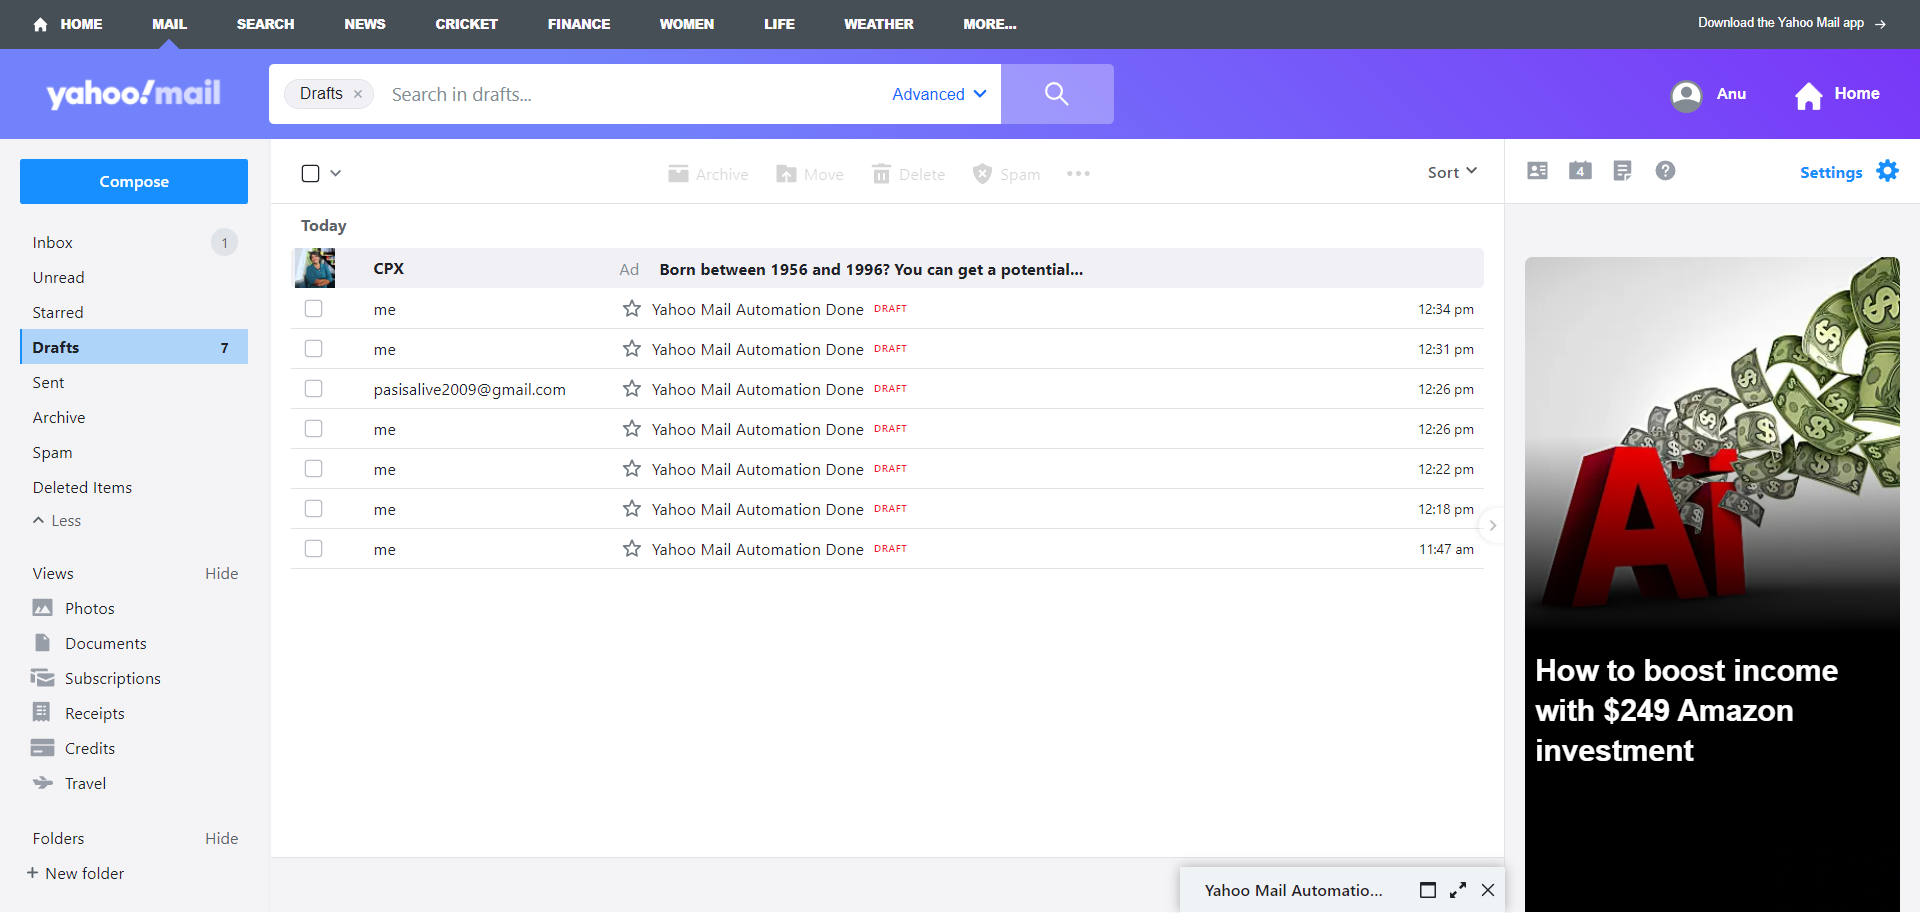 HOME MAIL SEARCH NEWS CRICKET FINANCE WOMEN LIFE WEATHER MORE... Download the Yahoo Mail app →
yahoo!mail Drafts × Search in drafts... Advanced Anu Home
Compose
Archive Move Delete Spam ••• Sort 4 ? Settings
Inbox 1
Unread
Starred
Drafts 7
Sent
Archive
Spam
Deleted Items
Less
Views Hide
Photos
Documents
Subscriptions
Receipts
Credits
Travel
Folders Hide
+ New folder
Today
CPX Ad Born between 1956 and 1996? You can get a potential...
me Yahoo Mail Automation Done DRAFT 12:34 pm
me Yahoo Mail Automation Done DRAFT 12:31 pm
pasisalive2009@gmail.com Yahoo Mail Automation Done DRAFT 12:26 pm
me Yahoo Mail Automation Done DRAFT 12:26 pm
me Yahoo Mail Automation Done DRAFT 12:22 pm
me Yahoo Mail Automation Done DRAFT 12:18 pm
me Yahoo Mail Automation Done DRAFT 11:47 am
Yahoo Mail Automatio...
Ai
How to boost income
with $249 Amazon
investment